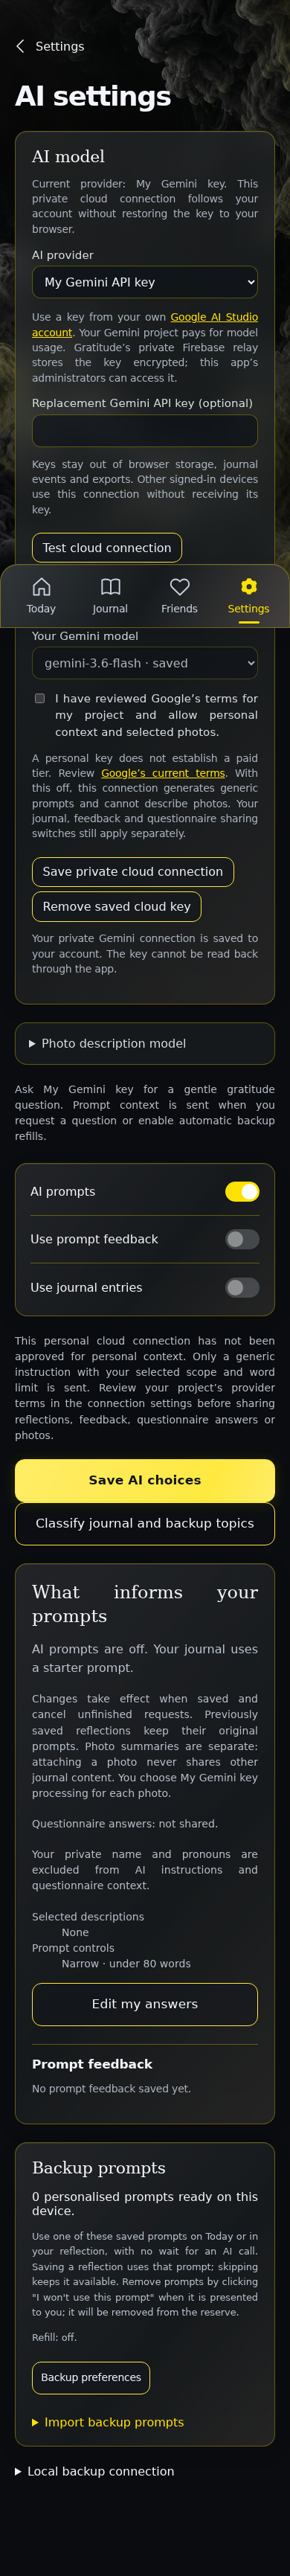 Settings
AI settings
AI model
Current provider: My Gemini key. This
private cloud connection follows your
account without restoring the key to your
browser.
AI provider
My Gemini API key
Use a key from your own Google AI Studio
account. Your Gemini project pays for model
usage. Gratitude’s private Firebase relay
stores the key encrypted; this app’s
administrators can access it.
Replacement Gemini API key (optional)
Keys stay out of browser storage, journal
events and exports. Other signed-in devices
use this connection without receiving its
key.
Test cloud connection
Today
Journal
Friends
Settings
Your Gemini model
gemini-3.6-flash · saved
I have reviewed Google’s terms for
my project and allow personal
context and selected photos.
A personal key does not establish a paid
tier. Review Google’s current terms. With
this off, this connection generates generic
prompts and cannot describe photos. Your
journal, feedback and questionnaire sharing
switches still apply separately.
Save private cloud connection
Remove saved cloud key
Your private Gemini connection is saved to
your account. The key cannot be read back
through the app.
Photo description model
Ask My Gemini key for a gentle gratitude
question. Prompt context is sent when you
request a question or enable automatic backup
refills.
AI prompts
Use prompt feedback
Use journal entries
This personal cloud connection has not been
approved for personal context. Only a generic
instruction with your selected scope and word
limit is sent. Review your project’s provider
terms in the connection settings before sharing
reflections, feedback, questionnaire answers or
photos.
Save AI choices
Classify journal and backup topics
What informs your
prompts
AI prompts are off. Your journal uses
a starter prompt.
Changes take effect when saved and
cancel unfinished requests. Previously
saved reflections keep their original
prompts. Photo summaries are separate:
attaching a photo never shares other
journal content. You choose My Gemini key
processing for each photo.
Questionnaire answers: not shared.
Your private name and pronouns are
excluded from AI instructions and
questionnaire context.
Selected descriptions
None
Prompt controls
Narrow · under 80 words
Edit my answers
Prompt feedback
No prompt feedback saved yet.
Backup prompts
0 personalised prompts ready on this
device.
Use one of these saved prompts on Today or in
your reflection, with no wait for an AI call.
Saving a reflection uses that prompt; skipping
keeps it available. Remove prompts by clicking
"I won't use this prompt" when it is presented
to you; it will be removed from the reserve.
Refill: off.
Backup preferences
Import backup prompts
Local backup connection